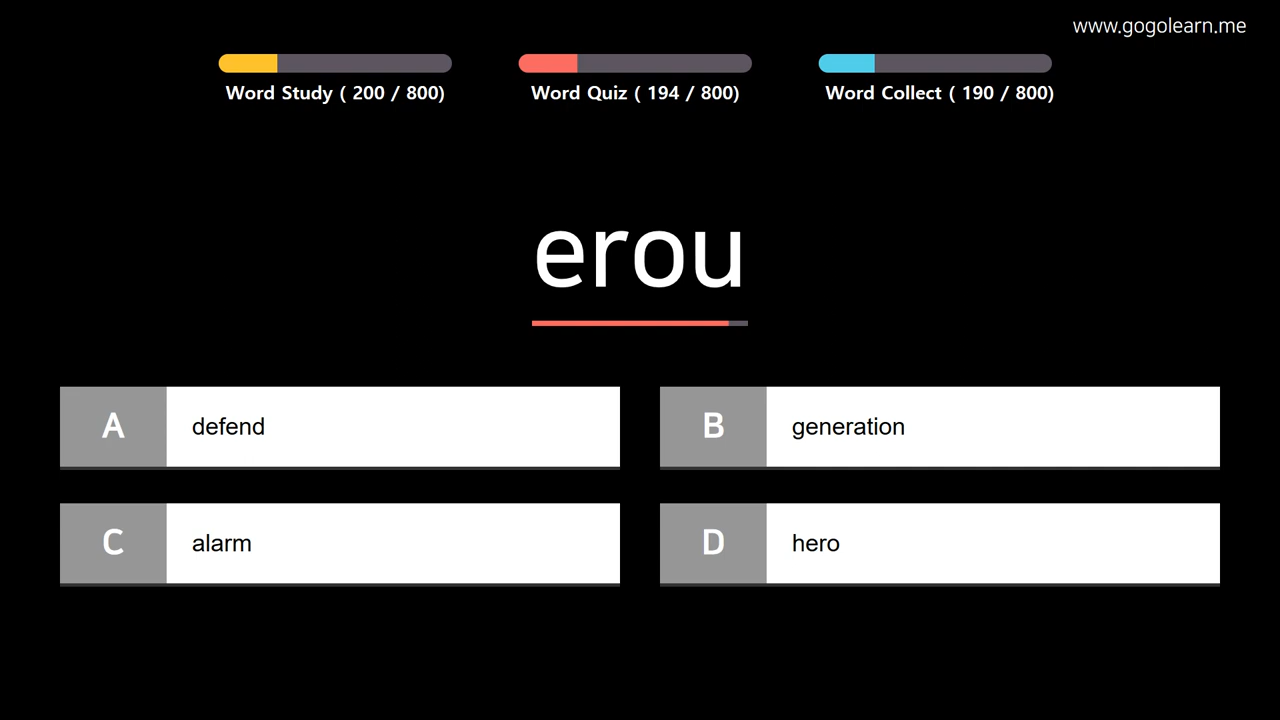 www.gogolearn.me
Word Study ( 200 / 800)
Word Quiz ( 194 / 800)
Word Collect ( 190 / 800)
erou
A defend
B generation
C alarm
D hero